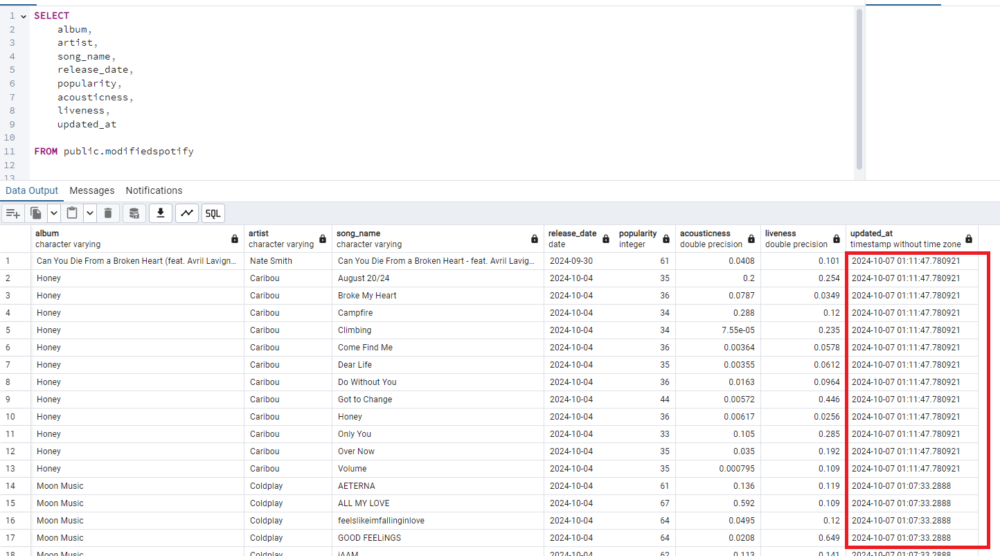 1 SELECT
2 album,
3 artist,
4 song_name,
5 release_date,
6 popularity,
7 acousticness,
8 liveness,
9 updated_at
10
11 FROM public.modifiedspotify
12
13
Data Output Messages Notifications
SQL
album artist song_name release_date popularity acousticness liveness updated_at
character varying character varying character varying date integer double precision double precision timestamp without time zone
1 Can You Die From a Broken Heart (feat. Avril Lavign... Nate Smith Can You Die From a Broken Heart - feat. Avril Lavig... 2024-09-30 61 0.0408 0.101 2024-10-07 01:11:47.780921
2 Honey Caribou August 20/24 2024-10-04 35 0.2 0.254 2024-10-07 01:11:47.780921
3 Honey Caribou Broke My Heart 2024-10-04 36 0.0787 0.0349 2024-10-07 01:11:47.780921
4 Honey Caribou Campfire 2024-10-04 34 0.288 0.12 2024-10-07 01:11:47.780921
5 Honey Caribou Climbing 2024-10-04 34 7.55e-05 0.235 2024-10-07 01:11:47.780921
6 Honey Caribou Come Find Me 2024-10-04 36 0.00364 0.0578 2024-10-07 01:11:47.780921
7 Honey Caribou Dear Life 2024-10-04 35 0.00355 0.0612 2024-10-07 01:11:47.780921
8 Honey Caribou Do Without You 2024-10-04 36 0.0163 0.0964 2024-10-07 01:11:47.780921
9 Honey Caribou Got to Change 2024-10-04 44 0.00572 0.446 2024-10-07 01:11:47.780921
10 Honey Caribou Honey 2024-10-04 36 0.00617 0.0256 2024-10-07 01:11:47.780921
11 Honey Caribou Only You 2024-10-04 33 0.105 0.285 2024-10-07 01:11:47.780921
12 Honey Caribou Over Now 2024-10-04 35 0.035 0.192 2024-10-07 01:11:47.780921
13 Honey Caribou Volume 2024-10-04 35 0.000795 0.109 2024-10-07 01:11:47.780921
14 Moon Music Coldplay AETERNA 2024-10-04 61 0.136 0.119 2024-10-07 01:07:33.2888
15 Moon Music Coldplay ALL MY LOVE 2024-10-04 67 0.592 0.109 2024-10-07 01:07:33.2888
16 Moon Music Coldplay feelslikeimfallinginlove 2024-10-04 64 0.0495 0.12 2024-10-07 01:07:33.2888
17 Moon Music Coldplay GOOD FEELiNGS 2024-10-04 64 0.0208 0.649 2024-10-07 01:07:33.2888
18 Moon Music Coldplay iAAM 2024-10-04 62 0.113 0.141 2024-10-07 01:07:33.2888